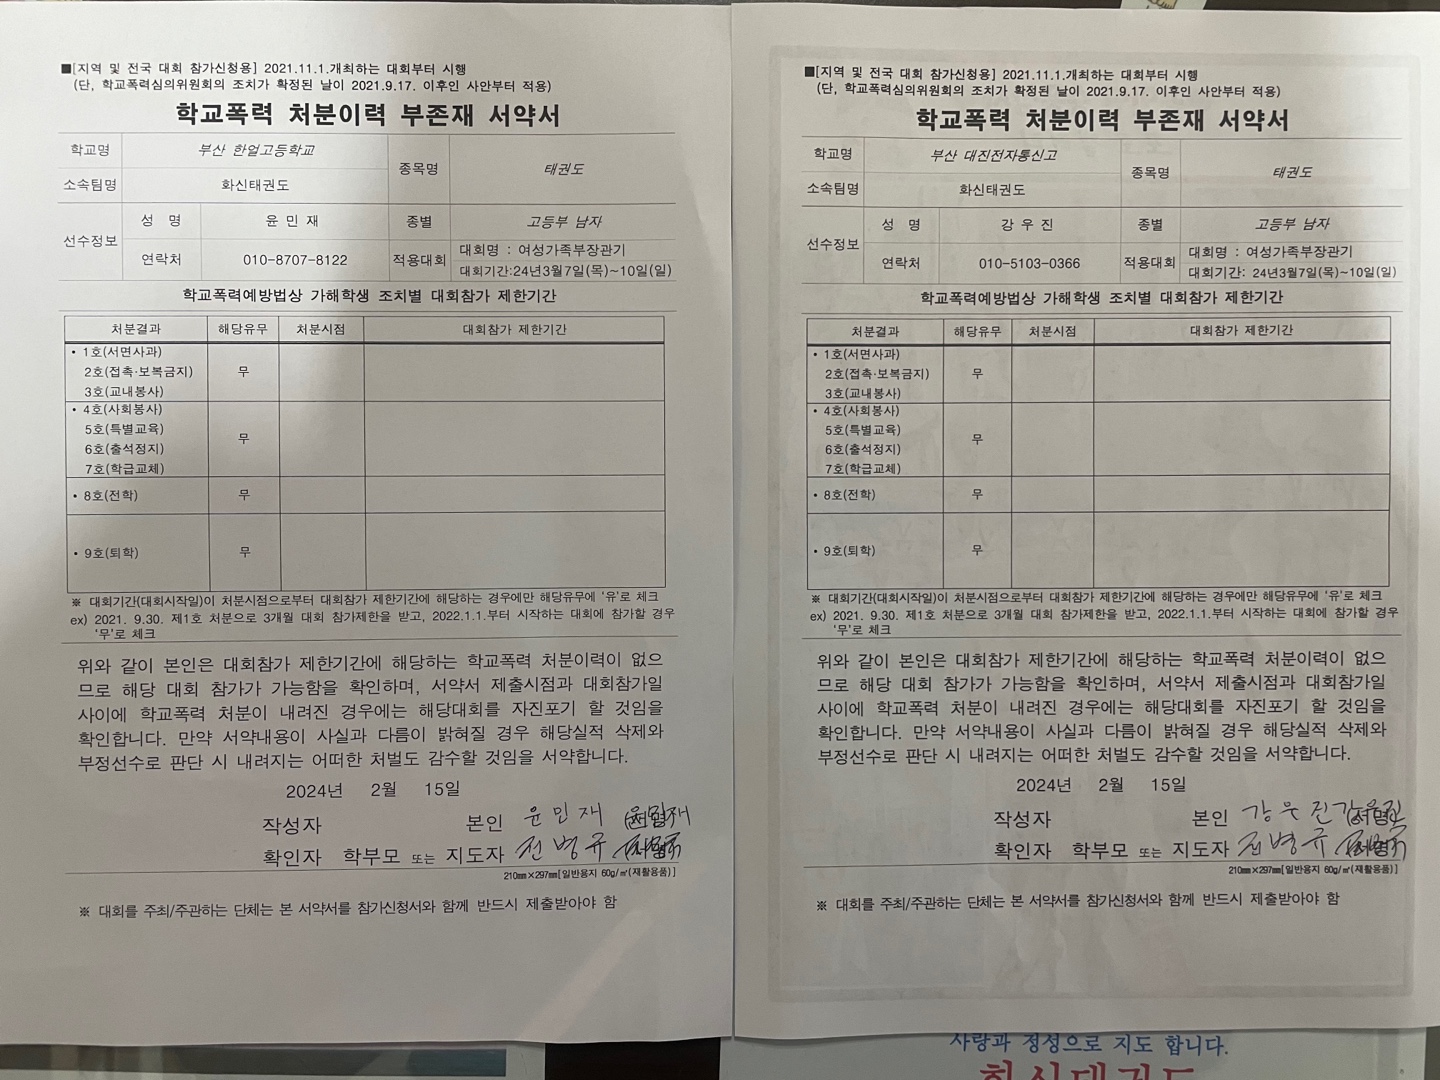 ■[지역 및 전국 대회 참가신청용] 2021.11.1.개최하는 대회부터 시행
(단, 학교폭력심의위원회의 조치가 확정된 날이 2021.9.17. 이후인 사안부터 적용)
학교폭력 처분이력 부존재 서약서
학교명 부산 한얼고등학교 종목명 태권도
소속팀명 화신태권도
선수정보 성 명 윤 민 재 종별 고등부 남자
연락처 010-8707-8122 적용대회 대회명 : 여성가족부장관기
대회기간:24년3월7일(목)~10일(일)
학교폭력예방법상 가해학생 조치별 대회참가 제한기간
처분결과 해당유무 처분시점 대회참가 제한기간
• 1호(서면사과)
2호(접촉·보복금지) 무
3호(교내봉사)
• 4호(사회봉사)
5호(특별교육) 무
6호(출석정지)
7호(학급교체)
• 8호(전학) 무
• 9호(퇴학) 무
※ 대회기간(대회시작일)이 처분시점으로부터 대회참가 제한기간에 해당하는 경우에만 해당유무에 '유'로 체크
ex) 2021. 9.30. 제1호 처분으로 3개월 대회 참가제한을 받고, 2022.1.1.부터 시작하는 대회에 참가할 경우
'무'로 체크
위와 같이 본인은 대회참가 제한기간에 해당하는 학교폭력 처분이력이 없으
므로 해당 대회 참가가 가능함을 확인하며, 서약서 제출시점과 대회참가일
사이에 학교폭력 처분이 내려진 경우에는 해당대회를 자진포기 할 것임을
확인합니다. 만약 서약내용이 사실과 다름이 밝혀질 경우 해당실적 삭제와
부정선수로 판단 시 내려지는 어떠한 처벌도 감수할 것임을 서약합니다.
2024년 2월 15일
작성자 본인 윤 민 재 (서명)
확인자 학부모 또는 지도자 전 병 규 (서명)
210㎜×297㎜[일반용지 60g/㎡(재활용품)]
※ 대회를 주최/주관하는 단체는 본 서약서를 참가신청서와 함께 반드시 제출받아야 함
■[지역 및 전국 대회 참가신청용] 2021.11.1.개최하는 대회부터 시행
(단, 학교폭력심의위원회의 조치가 확정된 날이 2021.9.17. 이후인 사안부터 적용)
학교폭력 처분이력 부존재 서약서
학교명 부산 대진전자통신고 종목명 태권도
소속팀명 화신태권도
선수정보 성 명 강 우 진 종별 고등부 남자
연락처 010-5103-0366 적용대회 대회명 : 여성가족부장관기
대회기간: 24년3월7일(목)~10일(일)
학교폭력예방법상 가해학생 조치별 대회참가 제한기간
처분결과 해당유무 처분시점 대회참가 제한기간
• 1호(서면사과)
2호(접촉·보복금지) 무
3호(교내봉사)
• 4호(사회봉사)
5호(특별교육) 무
6호(출석정지)
7호(학급교체)
• 8호(전학) 무
• 9호(퇴학) 무
※ 대회기간(대회시작일)이 처분시점으로부터 대회참가 제한기간에 해당하는 경우에만 해당유무에 '유'로 체크
ex) 2021. 9.30. 제1호 처분으로 3개월 대회 참가제한을 받고, 2022.1.1.부터 시작하는 대회에 참가할 경우
'무'로 체크
위와 같이 본인은 대회참가 제한기간에 해당하는 학교폭력 처분이력이 없으
므로 해당 대회 참가가 가능함을 확인하며, 서약서 제출시점과 대회참가일
사이에 학교폭력 처분이 내려진 경우에는 해당대회를 자진포기 할 것임을
확인합니다. 만약 서약내용이 사실과 다름이 밝혀질 경우 해당실적 삭제와
부정선수로 판단 시 내려지는 어떠한 처벌도 감수할 것임을 서약합니다.
2024년 2월 15일
작성자 본인 강 우 진 (서명)
확인자 학부모 또는 지도자 전 병 규 (서명)
210㎜×297㎜[일반용지 60g/㎡(재활용품)]
※ 대회를 주최/주관하는 단체는 본 서약서를 참가신청서와 함께 반드시 제출받아야 함
사랑과 정성으로 지도 합니다.
화신태권도